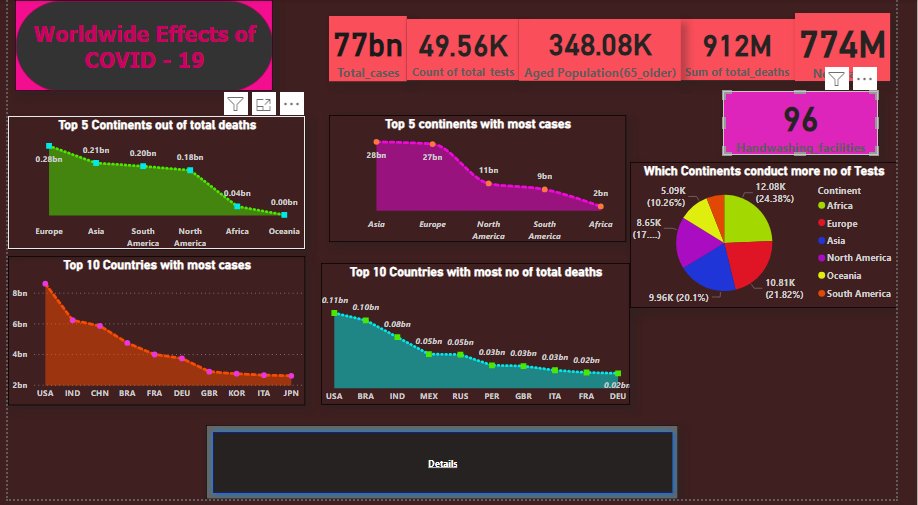 Worldwide Effects of
COVID - 19
77bn
Total_cases
49.56K
Count of total tests
348.08K
Aged Population(65_older)
912M
Sum of total_deaths
774M
96
Handwashing_facilities
Top 5 Continents out of total deaths
0.28bn
0.21bn
0.20bn
0.18bn
0.04bn
0.00bn
Europe
Asia
South
America
North
America
Africa
Oceania
Top 5 continents with most cases
28bn
27bn
11bn
9bn
2bn
Asia
Europe
North
America
South
America
Africa
Which Continents conduct more no of Tests
5.09K
(10.26%)
12.08K
(24.38%)
8.65K
(17....)
9.96K (20.1%)
10.81K
(21.82%)
Continent
Africa
Europe
Asia
North America
Oceania
South America
Top 10 Countries with most cases
8bn
6bn
4bn
2bn
USA IND CHN BRA FRA DEU GBR KOR ITA JPN
Top 10 Countries with most no of total deaths
0.11bn
0.10bn
0.08bn
0.05bn
0.05bn
0.03bn
0.03bn
0.03bn
0.02bn
0.02bn
USA BRA IND MEX RUS PER GBR ITA FRA DEU
Details